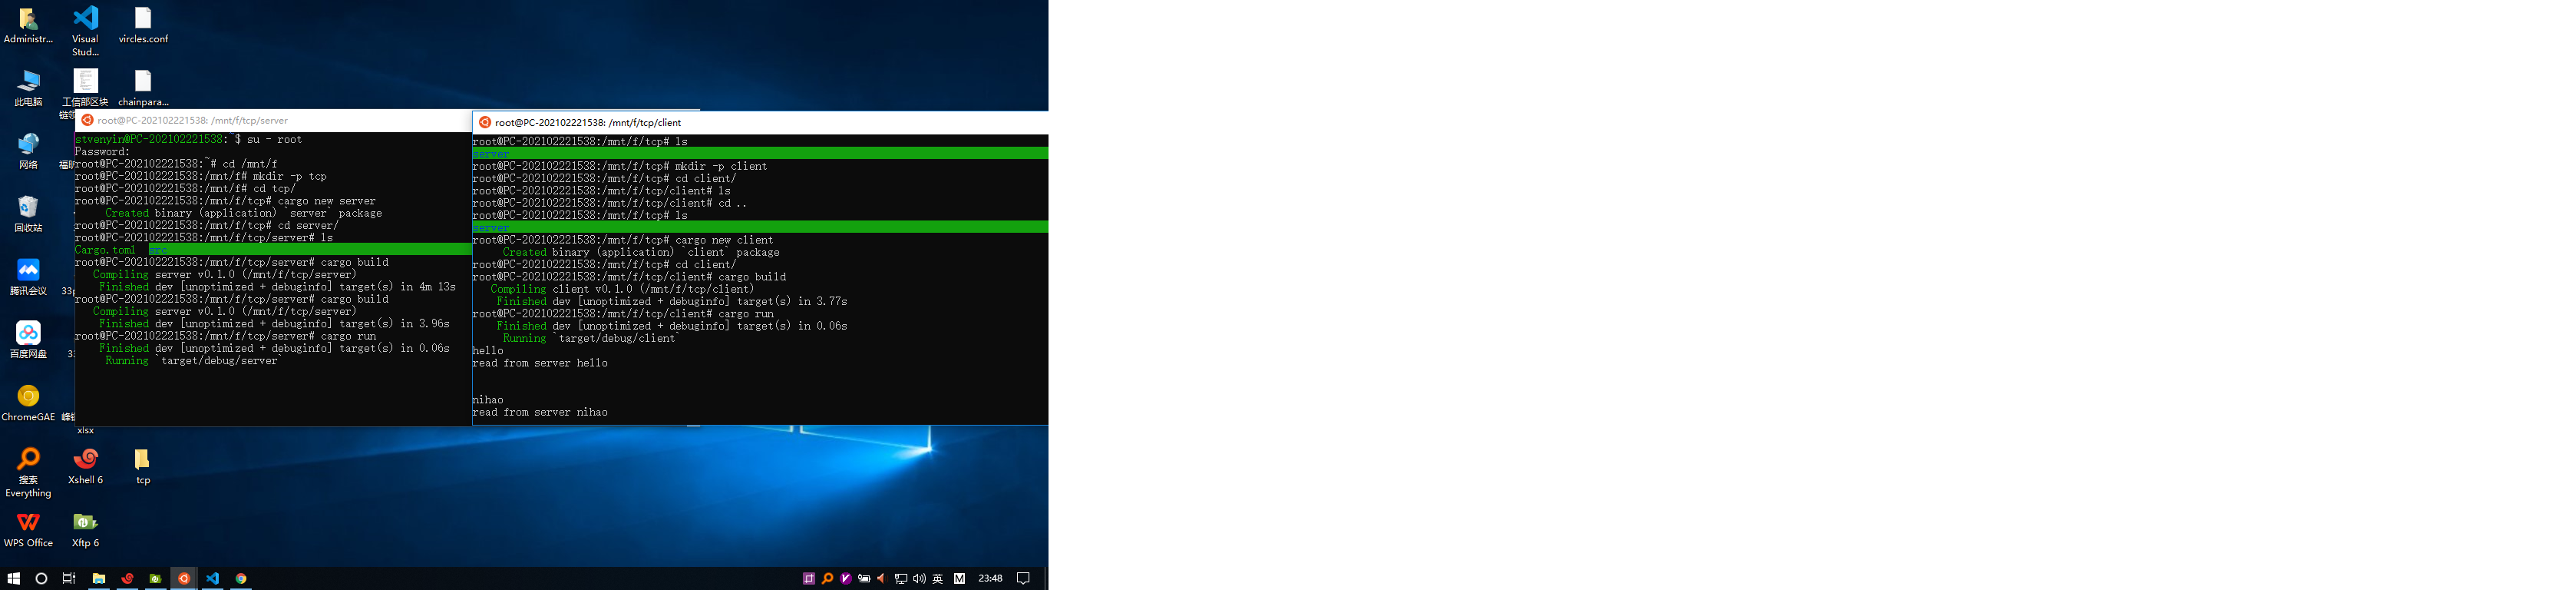 Administr...
Visual
Stud...
vircles.conf
此电脑
工信部区块
链领
chainpara...
网络
回收站
腾讯会议
33p
百度网盘
ChromeGAE
xlsx
搜索
Everything
Xshell 6
tcp
WPS Office
Xftp 6
root@PC-202102221538: /mnt/f/tcp/server
stvenyin@PC-202102221538:~$ su - root
Password:
root@PC-202102221538:~# cd /mnt/f
root@PC-202102221538:/mnt/f# mkdir -p tcp
root@PC-202102221538:/mnt/f# cd tcp/
root@PC-202102221538:/mnt/f/tcp# cargo new server
Created binary (application) `server` package
root@PC-202102221538:/mnt/f/tcp# cd server/
root@PC-202102221538:/mnt/f/tcp/server# ls
Cargo.toml src
root@PC-202102221538:/mnt/f/tcp/server# cargo build
Compiling server v0.1.0 (/mnt/f/tcp/server)
Finished dev [unoptimized + debuginfo] target(s) in 4m 13s
root@PC-202102221538:/mnt/f/tcp/server# cargo build
Compiling server v0.1.0 (/mnt/f/tcp/server)
Finished dev [unoptimized + debuginfo] target(s) in 3.96s
root@PC-202102221538:/mnt/f/tcp/server# cargo run
Finished dev [unoptimized + debuginfo] target(s) in 0.06s
Running `target/debug/server`
root@PC-202102221538: /mnt/f/tcp/client
root@PC-202102221538:/mnt/f/tcp# ls
server
root@PC-202102221538:/mnt/f/tcp# mkdir -p client
root@PC-202102221538:/mnt/f/tcp# cd client/
root@PC-202102221538:/mnt/f/tcp/client# ls
root@PC-202102221538:/mnt/f/tcp/client# cd ..
root@PC-202102221538:/mnt/f/tcp# ls
server
root@PC-202102221538:/mnt/f/tcp# cargo new client
Created binary (application) `client` package
root@PC-202102221538:/mnt/f/tcp# cd client/
root@PC-202102221538:/mnt/f/tcp/client# cargo build
Compiling client v0.1.0 (/mnt/f/tcp/client)
Finished dev [unoptimized + debuginfo] target(s) in 3.77s
root@PC-202102221538:/mnt/f/tcp/client# cargo run
Finished dev [unoptimized + debuginfo] target(s) in 0.06s
Running `target/debug/client`
hello
read from server hello
nihao
read from server nihao
英
M
23:48